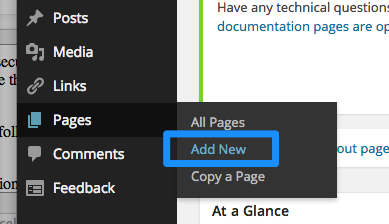 Posts
Media
Links
Pages
Comments
Feedback
All Pages
Add New
Copy a Page
Have any technical questions
documentation pages are op
out page
At a Glance